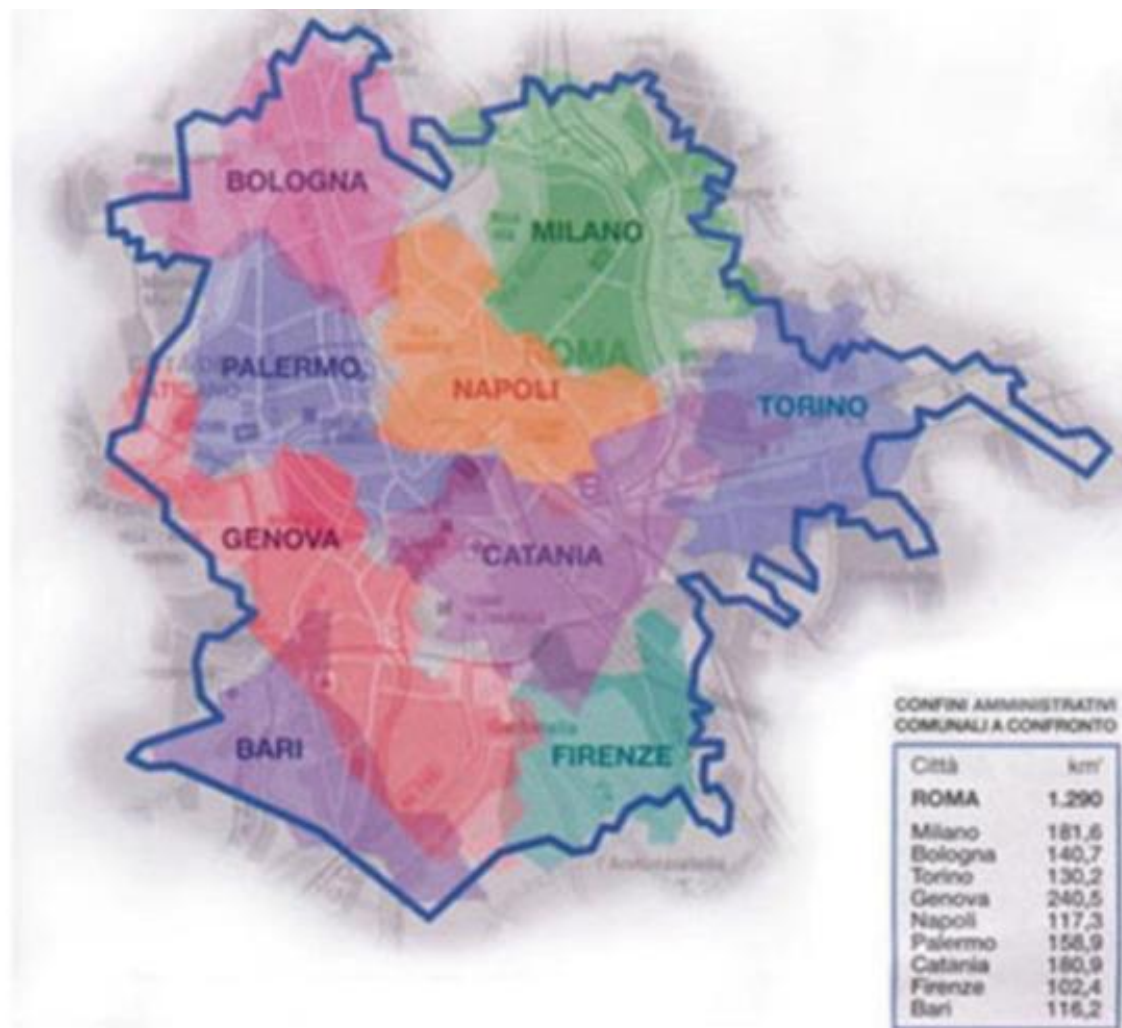 BOLOGNA
MILANO
PALERMO
ROMA
NAPOLI
TORINO
GENOVA
CATANIA
BARI
FIRENZE
CONFINI AMMINISTRATIVI
COMUNALI A CONFRONTO
Città km²
ROMA 1.290
Milano 181,6
Bologna 140,7
Torino 130,2
Genova 240,5
Napoli 117,3
Palermo 158,9
Catania 180,9
Firenze 102,4
Bari 116,2